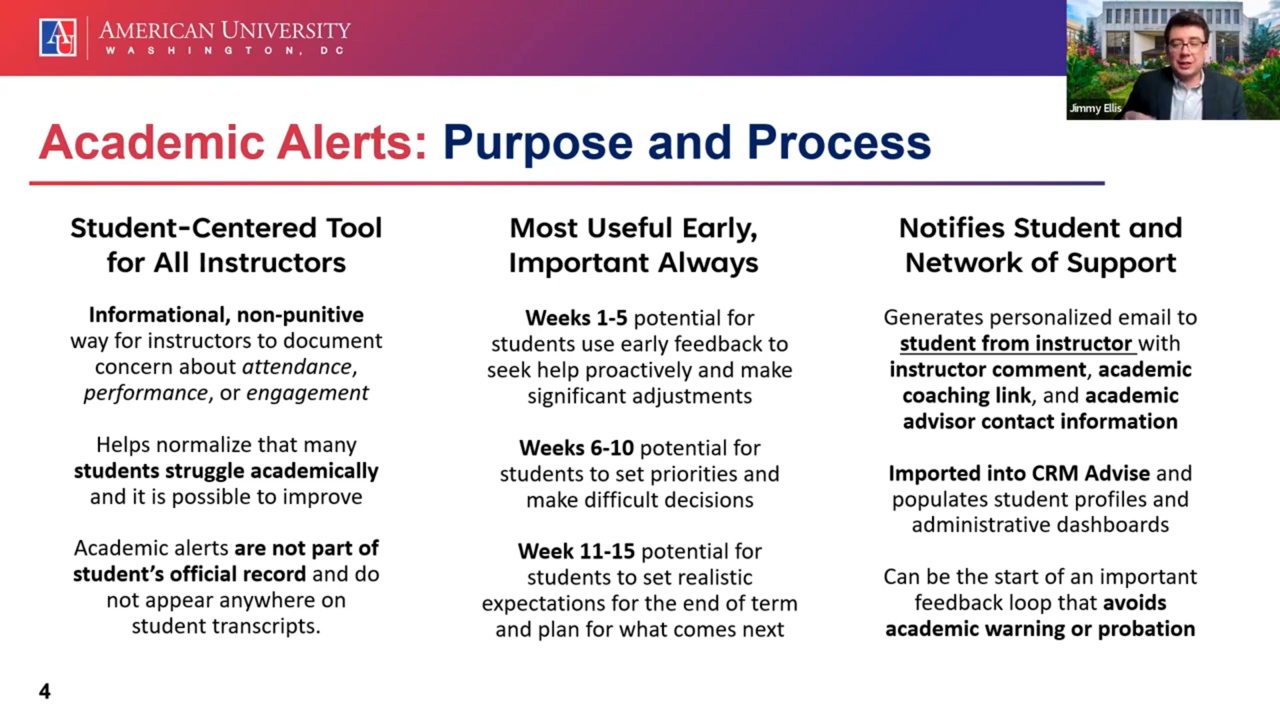 AU
AMERICAN UNIVERSITY
WASHINGTON, DC
Jimmy Ellis
Academic Alerts: Purpose and Process
Student-Centered Tool
for All Instructors
Informational, non-punitive
way for instructors to document
concern about attendance,
performance, or engagement
Helps normalize that many
students struggle academically
and it is possible to improve
Academic alerts are not part of
student's official record and do
not appear anywhere on
student transcripts.
Most Useful Early,
Important Always
Weeks 1-5 potential for
students use early feedback to
seek help proactively and make
significant adjustments
Weeks 6-10 potential for
students to set priorities and
make difficult decisions
Week 11-15 potential for
students to set realistic
expectations for the end of term
and plan for what comes next
Notifies Student and
Network of Support
Generates personalized email to
student from instructor with
instructor comment, academic
coaching link, and academic
advisor contact information
Imported into CRM Advise and
populates student profiles and
administrative dashboards
Can be the start of an important
feedback loop that avoids
academic warning or probation
4